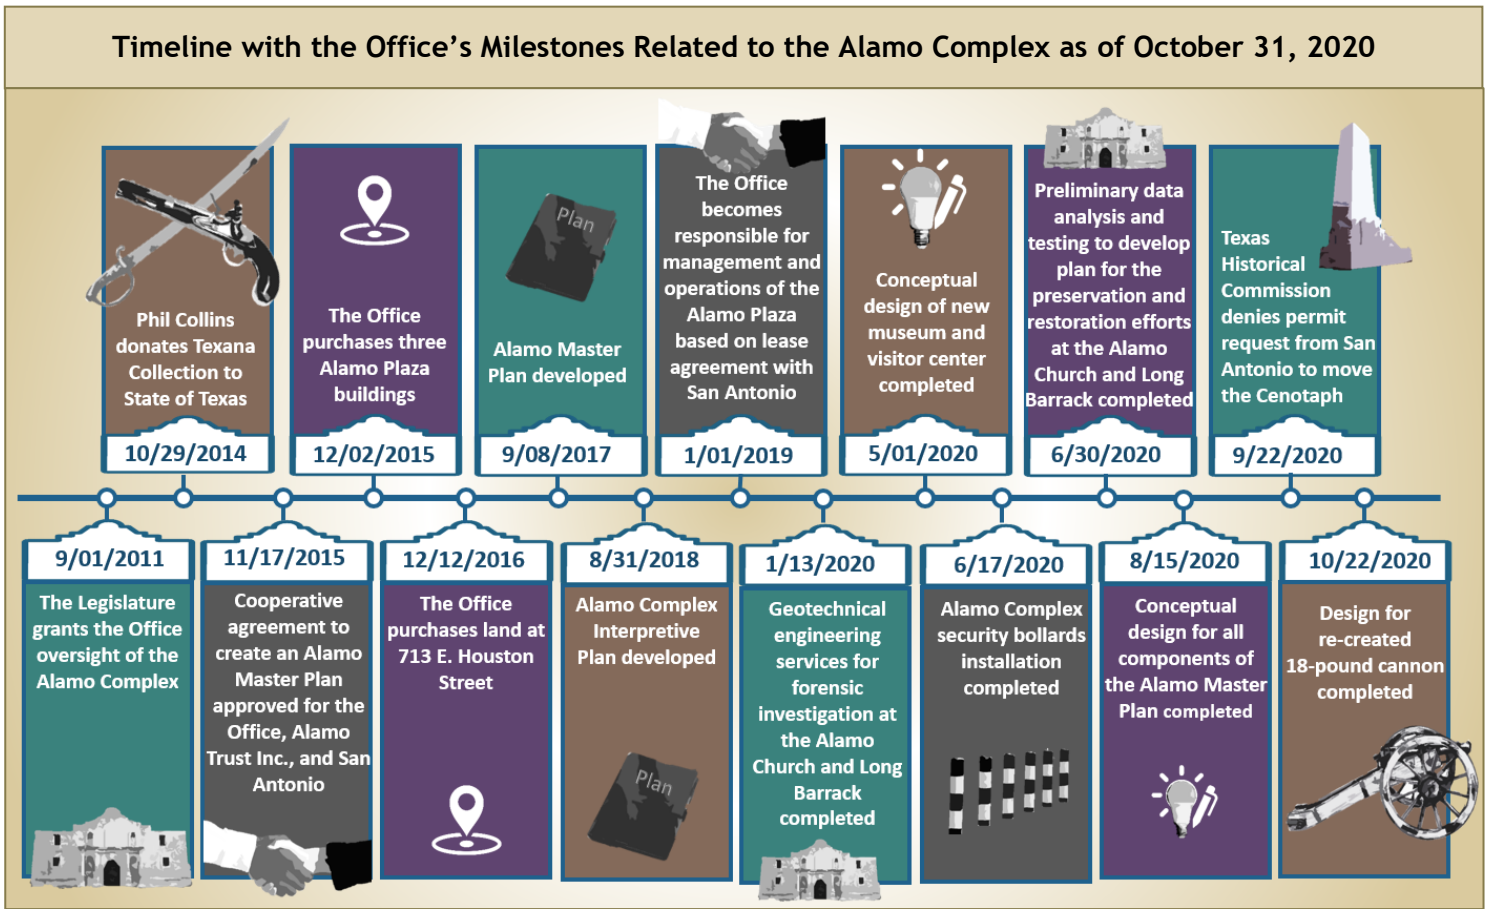 Timeline with the Office's Milestones Related to the Alamo Complex as of October 31, 2020
Phil Collins
donates Texana
Collection to
State of Texas
10/29/2014
The Office
purchases three
Alamo Plaza
buildings
12/02/2015
Plan
Alamo Master
Plan developed
9/08/2017
The Office
becomes
responsible for
management and
operations of the
Alamo Plaza
based on lease
agreement with
San Antonio
1/01/2019
Conceptual
design of new
museum and
visitor center
completed
5/01/2020
Preliminary data
analysis and
testing to develop
plan for the
preservation and
restoration efforts
at the Alamo
Church and Long
Barrack completed
6/30/2020
Texas
Historical
Commission
denies permit
request from San
Antonio to move
the Cenotaph
9/22/2020
9/01/2011
The Legislature
grants the Office
oversight of the
Alamo Complex
11/17/2015
Cooperative
agreement to
create an Alamo
Master Plan
approved for the
Office, Alamo
Trust Inc., and San
Antonio
12/12/2016
The Office
purchases land at
713 E. Houston
Street
8/31/2018
Alamo Complex
Interpretive
Plan developed
Plan
1/13/2020
Geotechnical
engineering
services for
forensic
investigation at
the Alamo
Church and Long
Barrack
completed
6/17/2020
Alamo Complex
security bollards
installation
completed
8/15/2020
Conceptual
design for all
components of
the Alamo Master
Plan completed
10/22/2020
Design for
re-created
18-pound cannon
completed